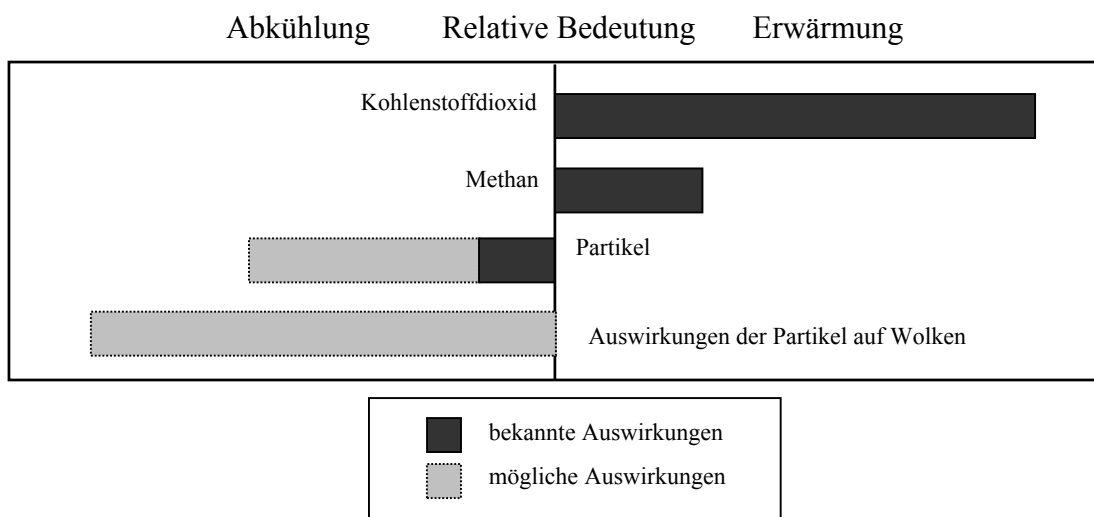 Abkühlung Relative Bedeutung Erwärmung
Kohlenstoffdioxid
Methan
Partikel
Auswirkungen der Partikel auf Wolken
bekannte Auswirkungen
mögliche Auswirkungen